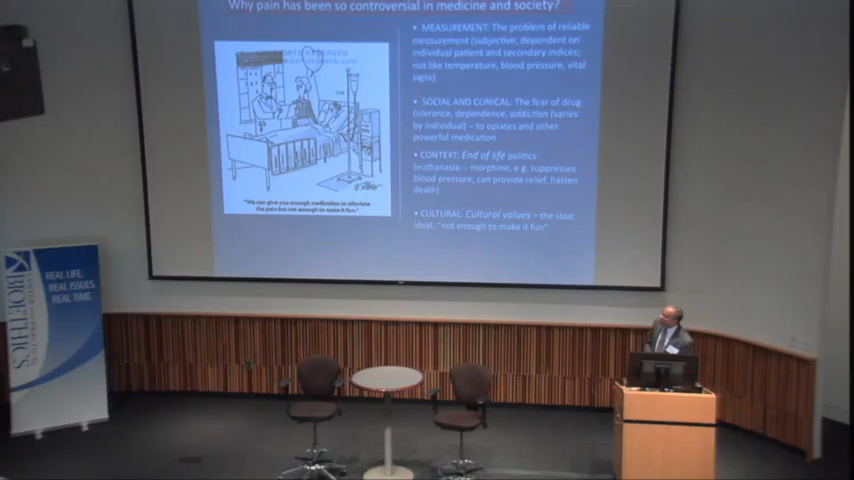 Why pain has been so controversial in medicine and society?
• MEASUREMENT: The problem of reliable
measurement (subjective, dependent on
individual patient and secondary indices;
not like temperature, blood pressure, vital
signs)
• SOCIAL AND CLINICAL: The fear of drug
tolerance, dependence, addiction (varies
by individual) – to opiates and other
powerful medication
• CONTEXT: End of life politics
(euthanasia – morphine, e.g. suppresses
blood pressure, can provide relief, hasten
death)
• CULTURAL: Cultural values – the stoic
ideal, "not enough to make it fun"
"We can give you enough medication to alleviate
the pain but not enough to make it fun."
REAL LIFE.
REAL ISSUES.
REAL TIME.
CENTER FOR PRACTICAL
BIOETHICS